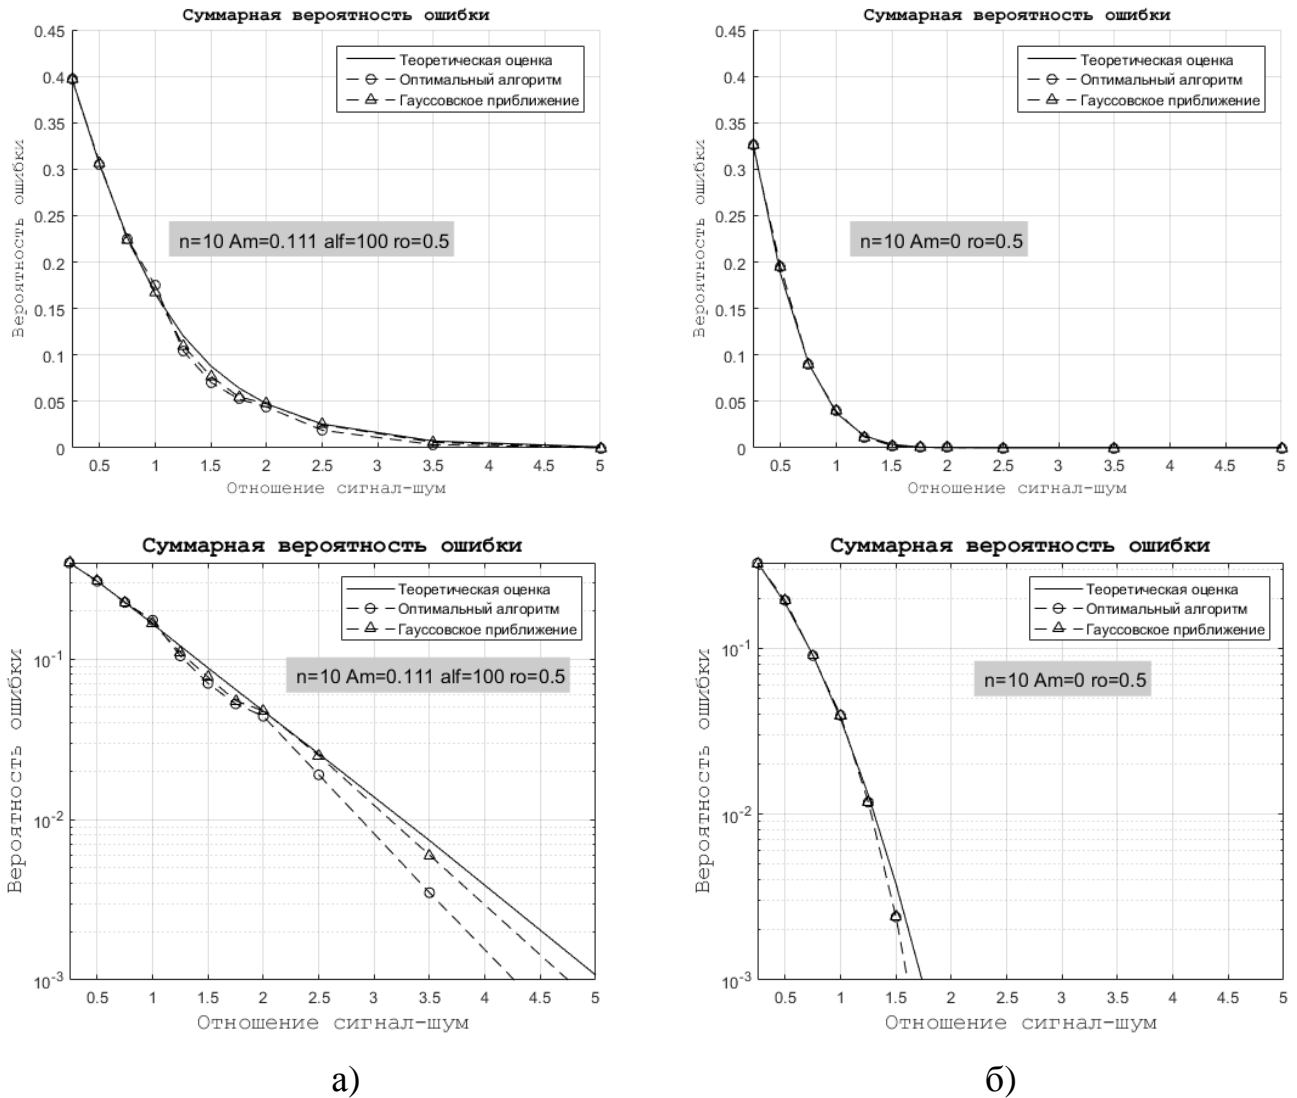 Суммарная вероятность ошибки
0.45
0.4
0.35
0.3
0.25
0.2
0.15
0.1
0.05
0
Вероятность ошибки
Теоретическая оценка
Оптимальный алгоритм
Гауссовское приближение
n=10 Am=0.111 alf=100 ro=0.5
0.5 1 1.5 2 2.5 3 3.5 4 4.5 5
Отношение сигнал-шум
Суммарная вероятность ошибки
0.45
0.4
0.35
0.3
0.25
0.2
0.15
0.1
0.05
0
Вероятность ошибки
Теоретическая оценка
Оптимальный алгоритм
Гауссовское приближение
n=10 Am=0 ro=0.5
0.5 1 1.5 2 2.5 3 3.5 4 4.5 5
Отношение сигнал-шум
Суммарная вероятность ошибки
10⁻¹
10⁻²
10⁻³
Вероятность ошибки
Теоретическая оценка
Оптимальный алгоритм
Гауссовское приближение
n=10 Am=0.111 alf=100 ro=0.5
0.5 1 1.5 2 2.5 3 3.5 4 4.5 5
Отношение сигнал-шум
а)
Суммарная вероятность ошибки
10⁻¹
10⁻²
10⁻³
Вероятность ошибки
Теоретическая оценка
Оптимальный алгоритм
Гауссовское приближение
n=10 Am=0 ro=0.5
0.5 1 1.5 2 2.5 3 3.5 4 4.5 5
Отношение сигнал-шум
б)